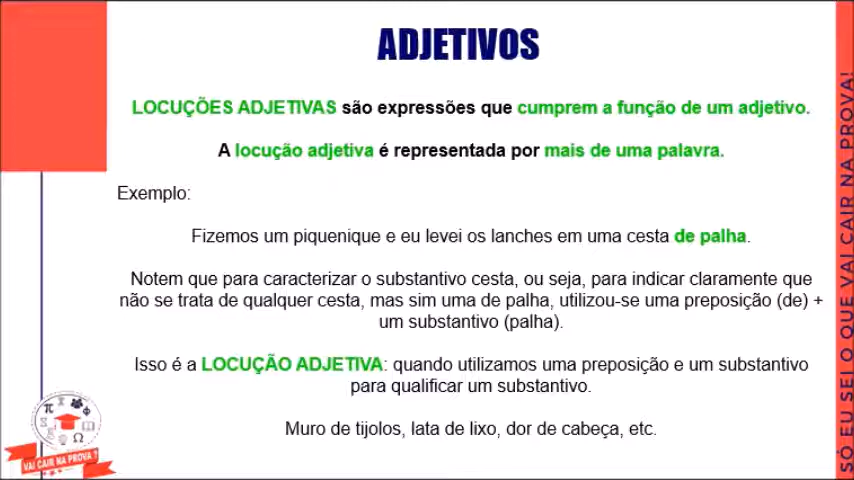 ADJETIVOS
LOCUÇÕES ADJETIVAS são expressões que cumprem a função de um adjetivo.
A locução adjetiva é representada por mais de uma palavra.
Exemplo:
Fizemos um piquenique e eu levei os lanches em uma cesta de palha.
Notem que para caracterizar o substantivo cesta, ou seja, para indicar claramente que
não se trata de qualquer cesta, mas sim uma de palha, utilizou-se uma preposição (de) +
um substantivo (palha).
Isso é a LOCUÇÃO ADJETIVA: quando utilizamos uma preposição e um substantivo
para qualificar um substantivo.
Muro de tijolos, lata de lixo, dor de cabeça, etc.
VAI CAIR NA PROVA ?
SÓ EU SEI O QUE VAI CAIR NA PROVA!